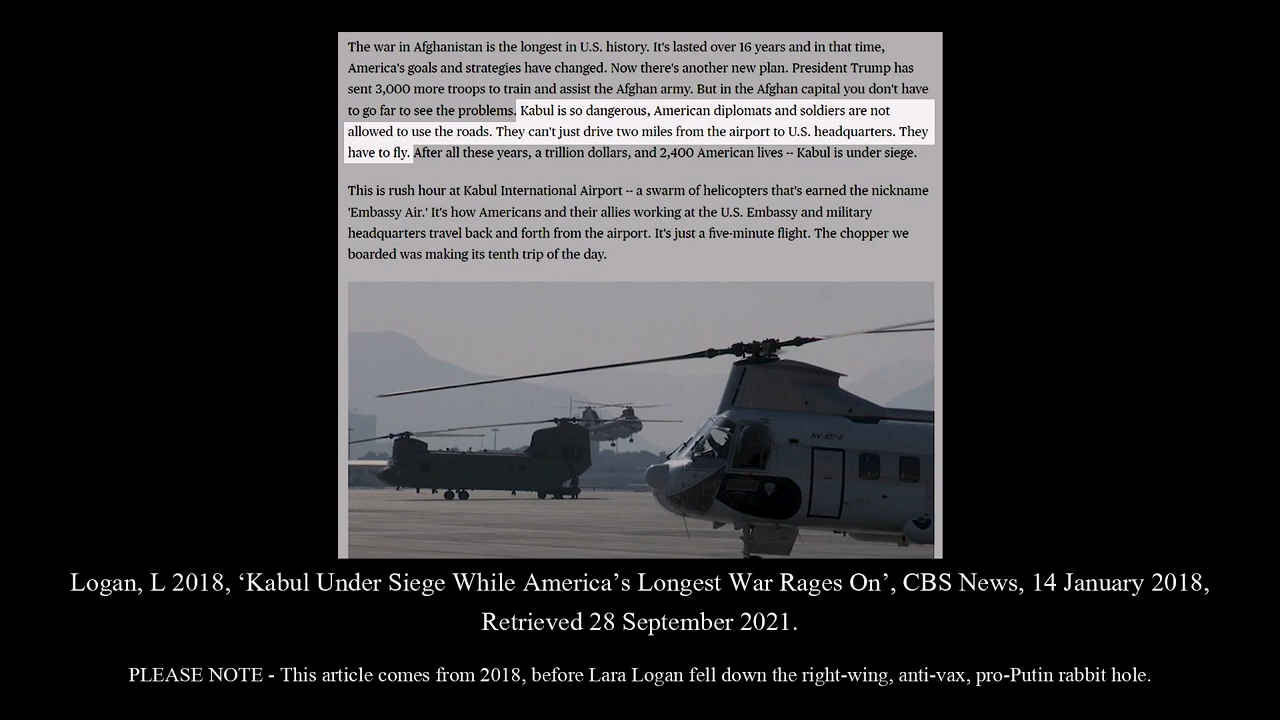 The war in Afghanistan is the longest in U.S. history. It's lasted over 16 years and in that time,
America's goals and strategies have changed. Now there's another new plan. President Trump has
sent 3,000 more troops to train and assist the Afghan army. But in the Afghan capital you don't have
to go far to see the problems. Kabul is so dangerous, American diplomats and soldiers are not
allowed to use the roads. They can't just drive two miles from the airport to U.S. headquarters. They
have to fly. After all these years, a trillion dollars, and 2,400 American lives -- Kabul is under siege.
This is rush hour at Kabul International Airport -- a swarm of helicopters that's earned the nickname
'Embassy Air.' It's how Americans and their allies working at the U.S. Embassy and military
headquarters travel back and forth from the airport. It's just a five-minute flight. The chopper we
boarded was making its tenth trip of the day.
Logan, L 2018, ‘Kabul Under Siege While America’s Longest War Rages On’, CBS News, 14 January 2018,
Retrieved 28 September 2021.
PLEASE NOTE - This article comes from 2018, before Lara Logan fell down the right-wing, anti-vax, pro-Putin rabbit hole.